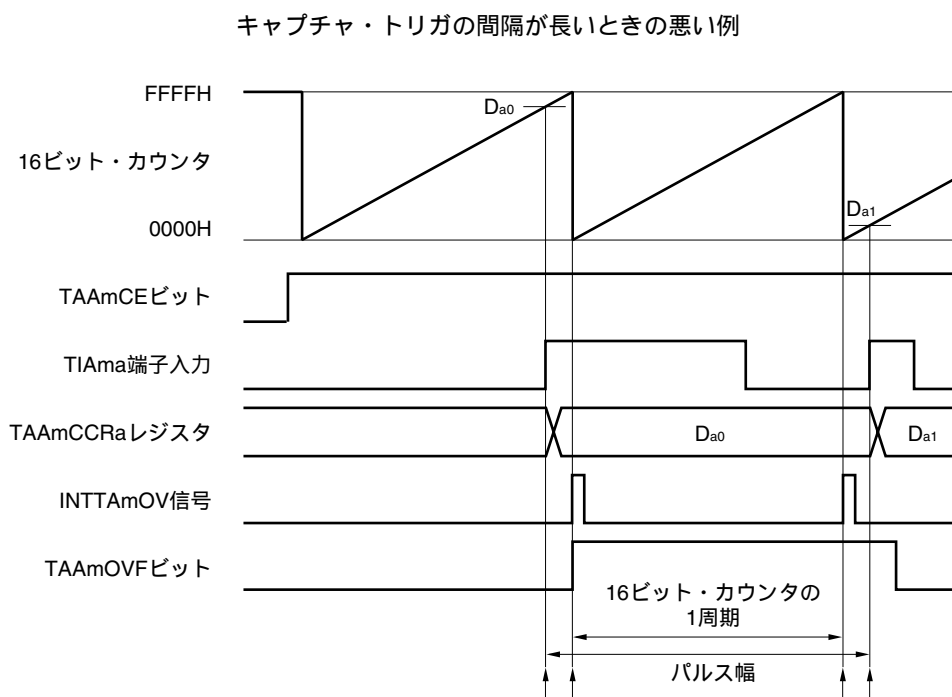 キャプチャ・トリガの間隔が長いときの悪い例
FFFFH
Da0
16ビット・カウンタ
Da1
0000H
TAAmCEビット
TIAma端子入力
TAAmCCRaレジスタ
Da0
Da1
INTTAmOV信号
TAAmOVFビット
16ビット・カウンタの
1周期
パルス幅